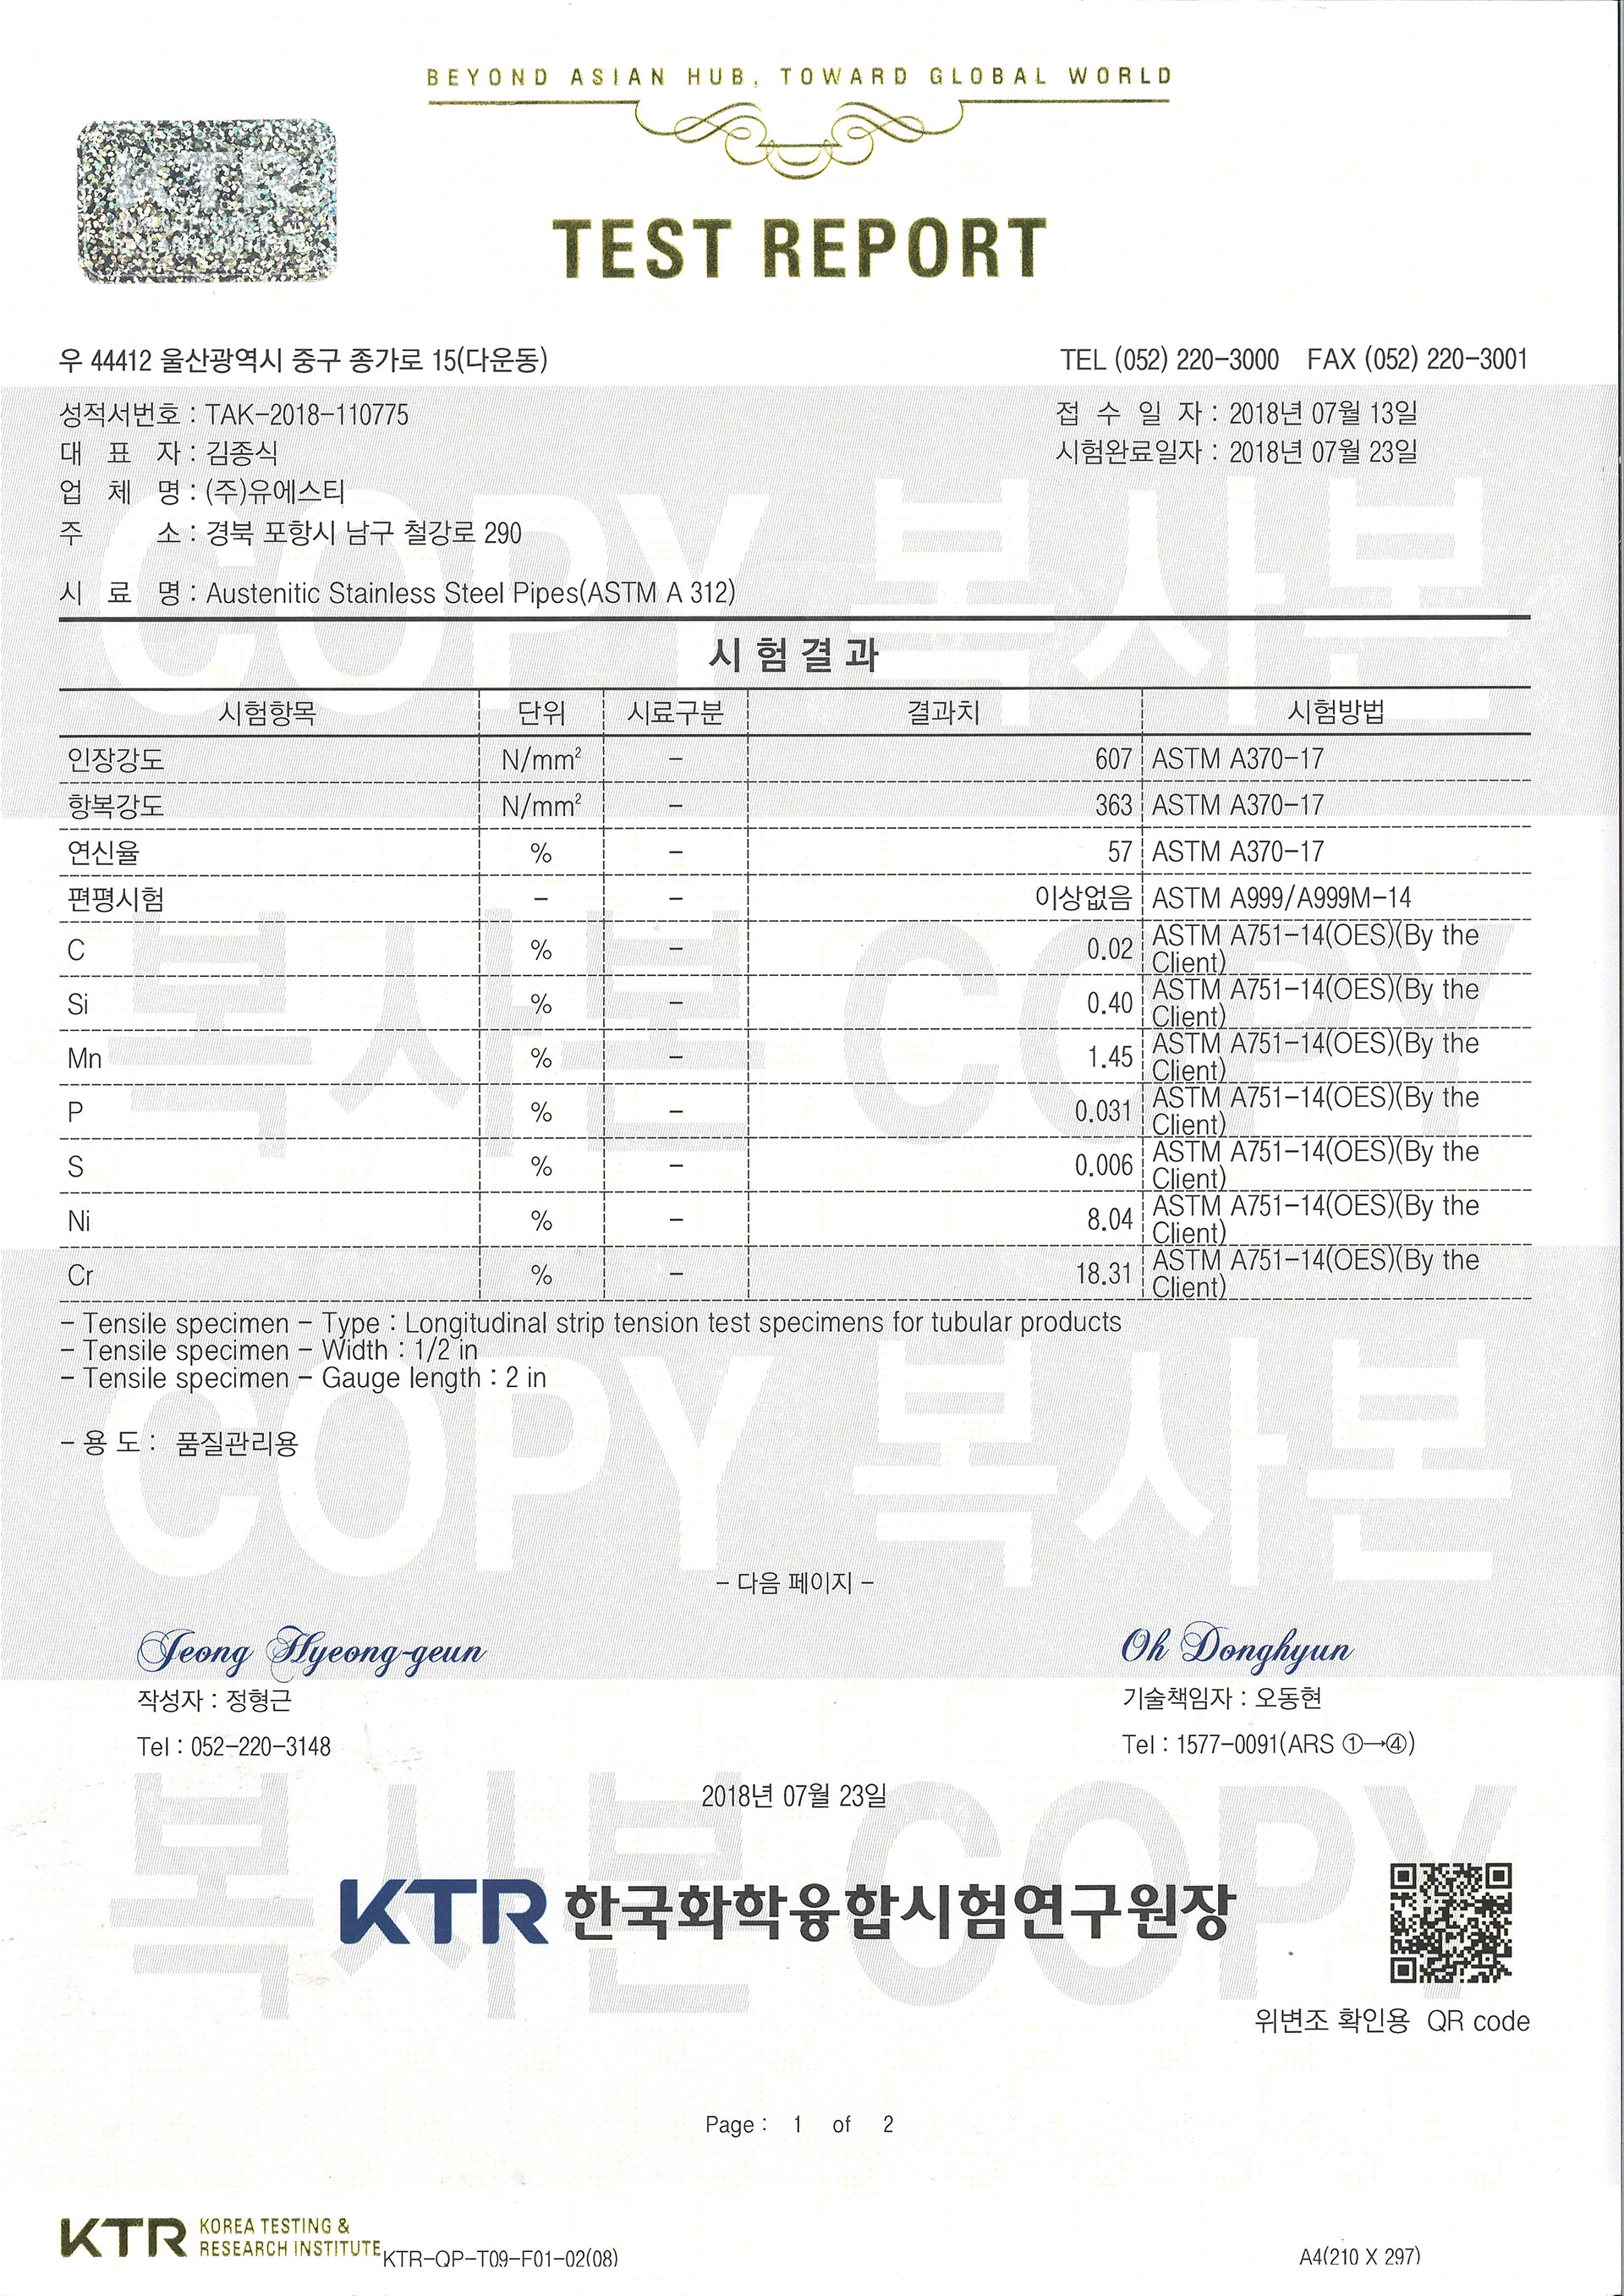 BEYOND ASIAN HUB, TOWARD GLOBAL WORLD
KTR
TEST REPORT
우 44412 울산광역시 중구 종가로 15(다운동) TEL (052) 220-3000 FAX (052) 220-3001
성적서번호 : TAK-2018-110775 접 수 일 자 : 2018년 07월 13일
대 표 자 : 김종식 시험완료일자 : 2018년 07월 23일
업 체 명 : (주)유에스티
주 소 : 경북 포항시 남구 철강로 290
시 료 명 : Austenitic Stainless Steel Pipes(ASTM A 312)
시 험 결 과
시험항목 단위 시료구분 결과치 시험방법
인장강도 N/mm² - 607 ASTM A370-17
항복강도 N/mm² - 363 ASTM A370-17
연신율 % - 57 ASTM A370-17
편평시험 - - 이상없음 ASTM A999/A999M-14
C % - 0.02 ASTM A751-14(OES)(By the
Client)
Si % - 0.40 ASTM A751-14(OES)(By the
Client)
Mn % - 1.45 ASTM A751-14(OES)(By the
Client)
P % - 0.031 ASTM A751-14(OES)(By the
Client)
S % - 0.006 ASTM A751-14(OES)(By the
Client)
Ni % - 8.04 ASTM A751-14(OES)(By the
Client)
Cr % - 18.31 ASTM A751-14(OES)(By the
Client)
- Tensile specimen - Type : Longitudinal strip tension test specimens for tubular products
- Tensile specimen - Width : 1/2 in
- Tensile specimen - Gauge length : 2 in
- 용 도 : 품질관리용
COPY 복사본
복사본 COPY
COPY 복사본
복사본 COPY
- 다음 페이지 -
Jeong Hyeong-geun Oh Donghyun
작성자 : 정형근 기술책임자 : 오동현
Tel : 052-220-3148 Tel : 1577-0091(ARS ①→④)
2018년 07월 23일
KTR 한국화학융합시험연구원장
위변조 확인용 QR code
Page : 1 of 2
KTR KOREA TESTING &
RESEARCH INSTITUTE KTR-QP-T09-F01-02(08) A4(210 X 297)